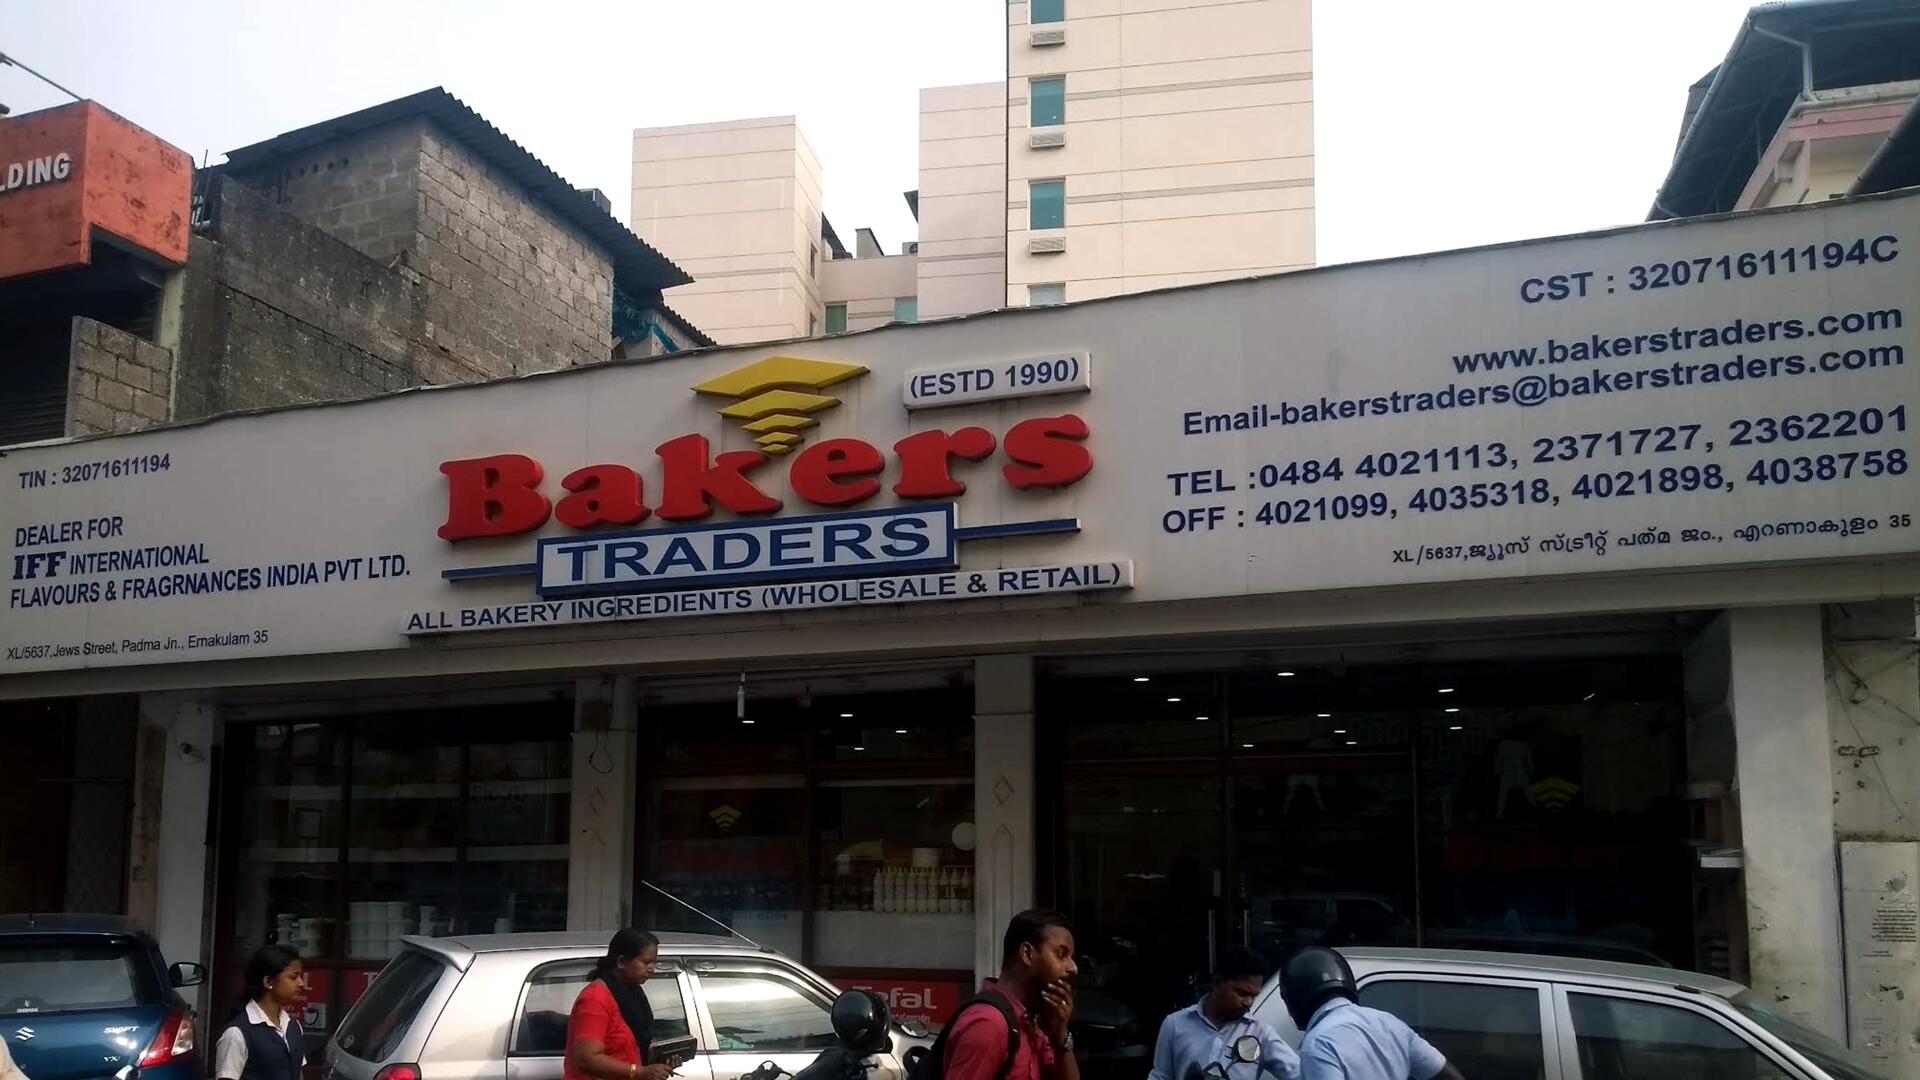 LDING
TIN : 32071611194
DEALER FOR
IFF INTERNATIONAL
FLAVOURS & FRAGRNANCES INDIA PVT LTD.
XL/5637,Jews Street, Padma Jn., Ernakulam 35
(ESTD 1990)
Bakers
TRADERS
ALL BAKERY INGREDIENTS (WHOLESALE & RETAIL)
CST : 32071611194C
www.bakerstraders.com
Email-bakerstraders@bakerstraders.com
TEL :0484 4021113, 2371727, 2362201
OFF : 4021099, 4035318, 4021898, 4038758
XL/5637,ജ്യൂസ് സ്ട്രീറ്റ് പത്മ ജം., എറണാകുളം 35
Tefal
SWIFT